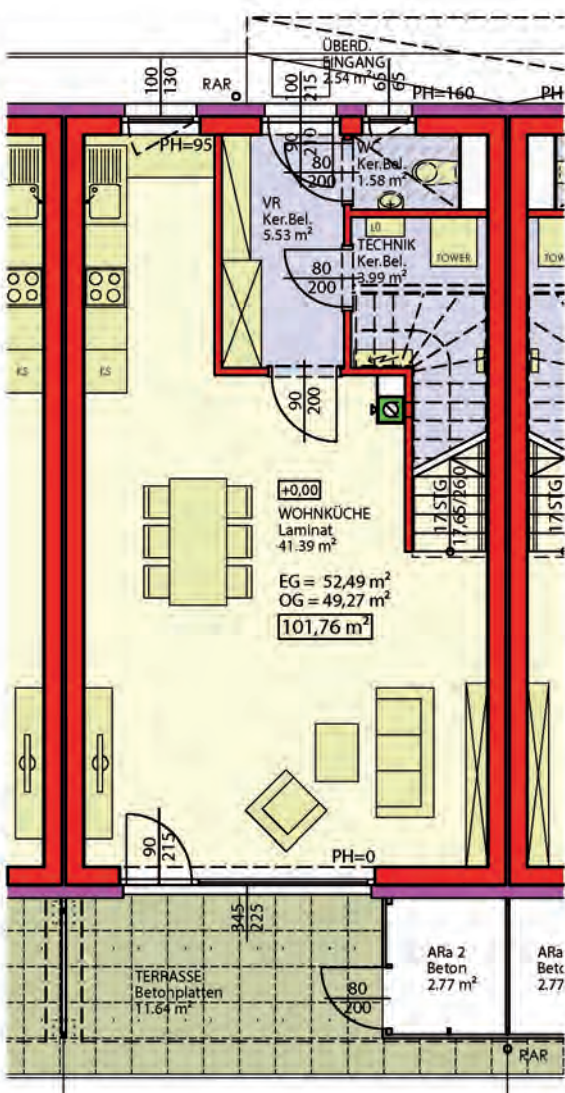 ÜBERD.
EINGANG
2.54 m²
100
130
RAR
100
215
65
65
PH=160
PH
PH=95
90
210
80
200
WC
Ker.Bel.
1.58 m²
VR
Ker.Bel.
5.53 m²
LÜ
TECHNIK
Ker.Bel.
3.99 m²
TOWER
TOW
80
200
KS
KS
90
200
+0,00
WOHNKÜCHE
Laminat
41.39 m²
17 STG
17,65/26,0
17 STG
EG = 52,49 m²
OG = 49,27 m²
101,76 m²
90
215
PH=0
345
225
TERRASSE
Betonplatten
11.64 m²
80
200
ARa 2
Beton
2.77 m²
ARa
Beto
2.77
RAR